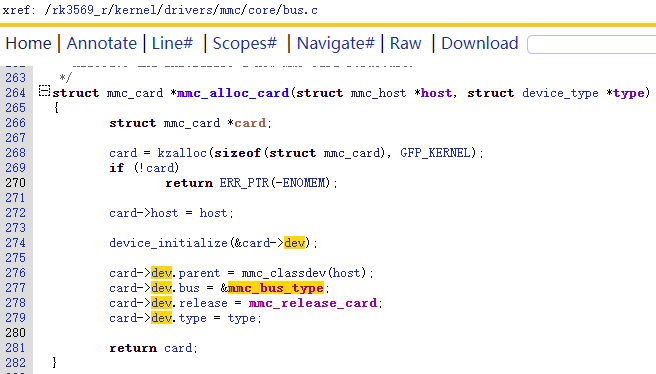 xref: /rk3569_r/kernel/drivers/mmc/core/bus.c
Home | Annotate | Line# | Scopes# | Navigate# | Raw | Download
263 */
264 struct mmc_card *mmc_alloc_card(struct mmc_host *host, struct device_type *type)
265 {
266 struct mmc_card *card;
267
268 card = kzalloc(sizeof(struct mmc_card), GFP_KERNEL);
269 if (!card)
270 return ERR_PTR(-ENOMEM);
271
272 card->host = host;
273
274 device_initialize(&card->dev);
275
276 card->dev.parent = mmc_classdev(host);
277 card->dev.bus = &mmc_bus_type;
278 card->dev.release = mmc_release_card;
279 card->dev.type = type;
280
281 return card;
282 }